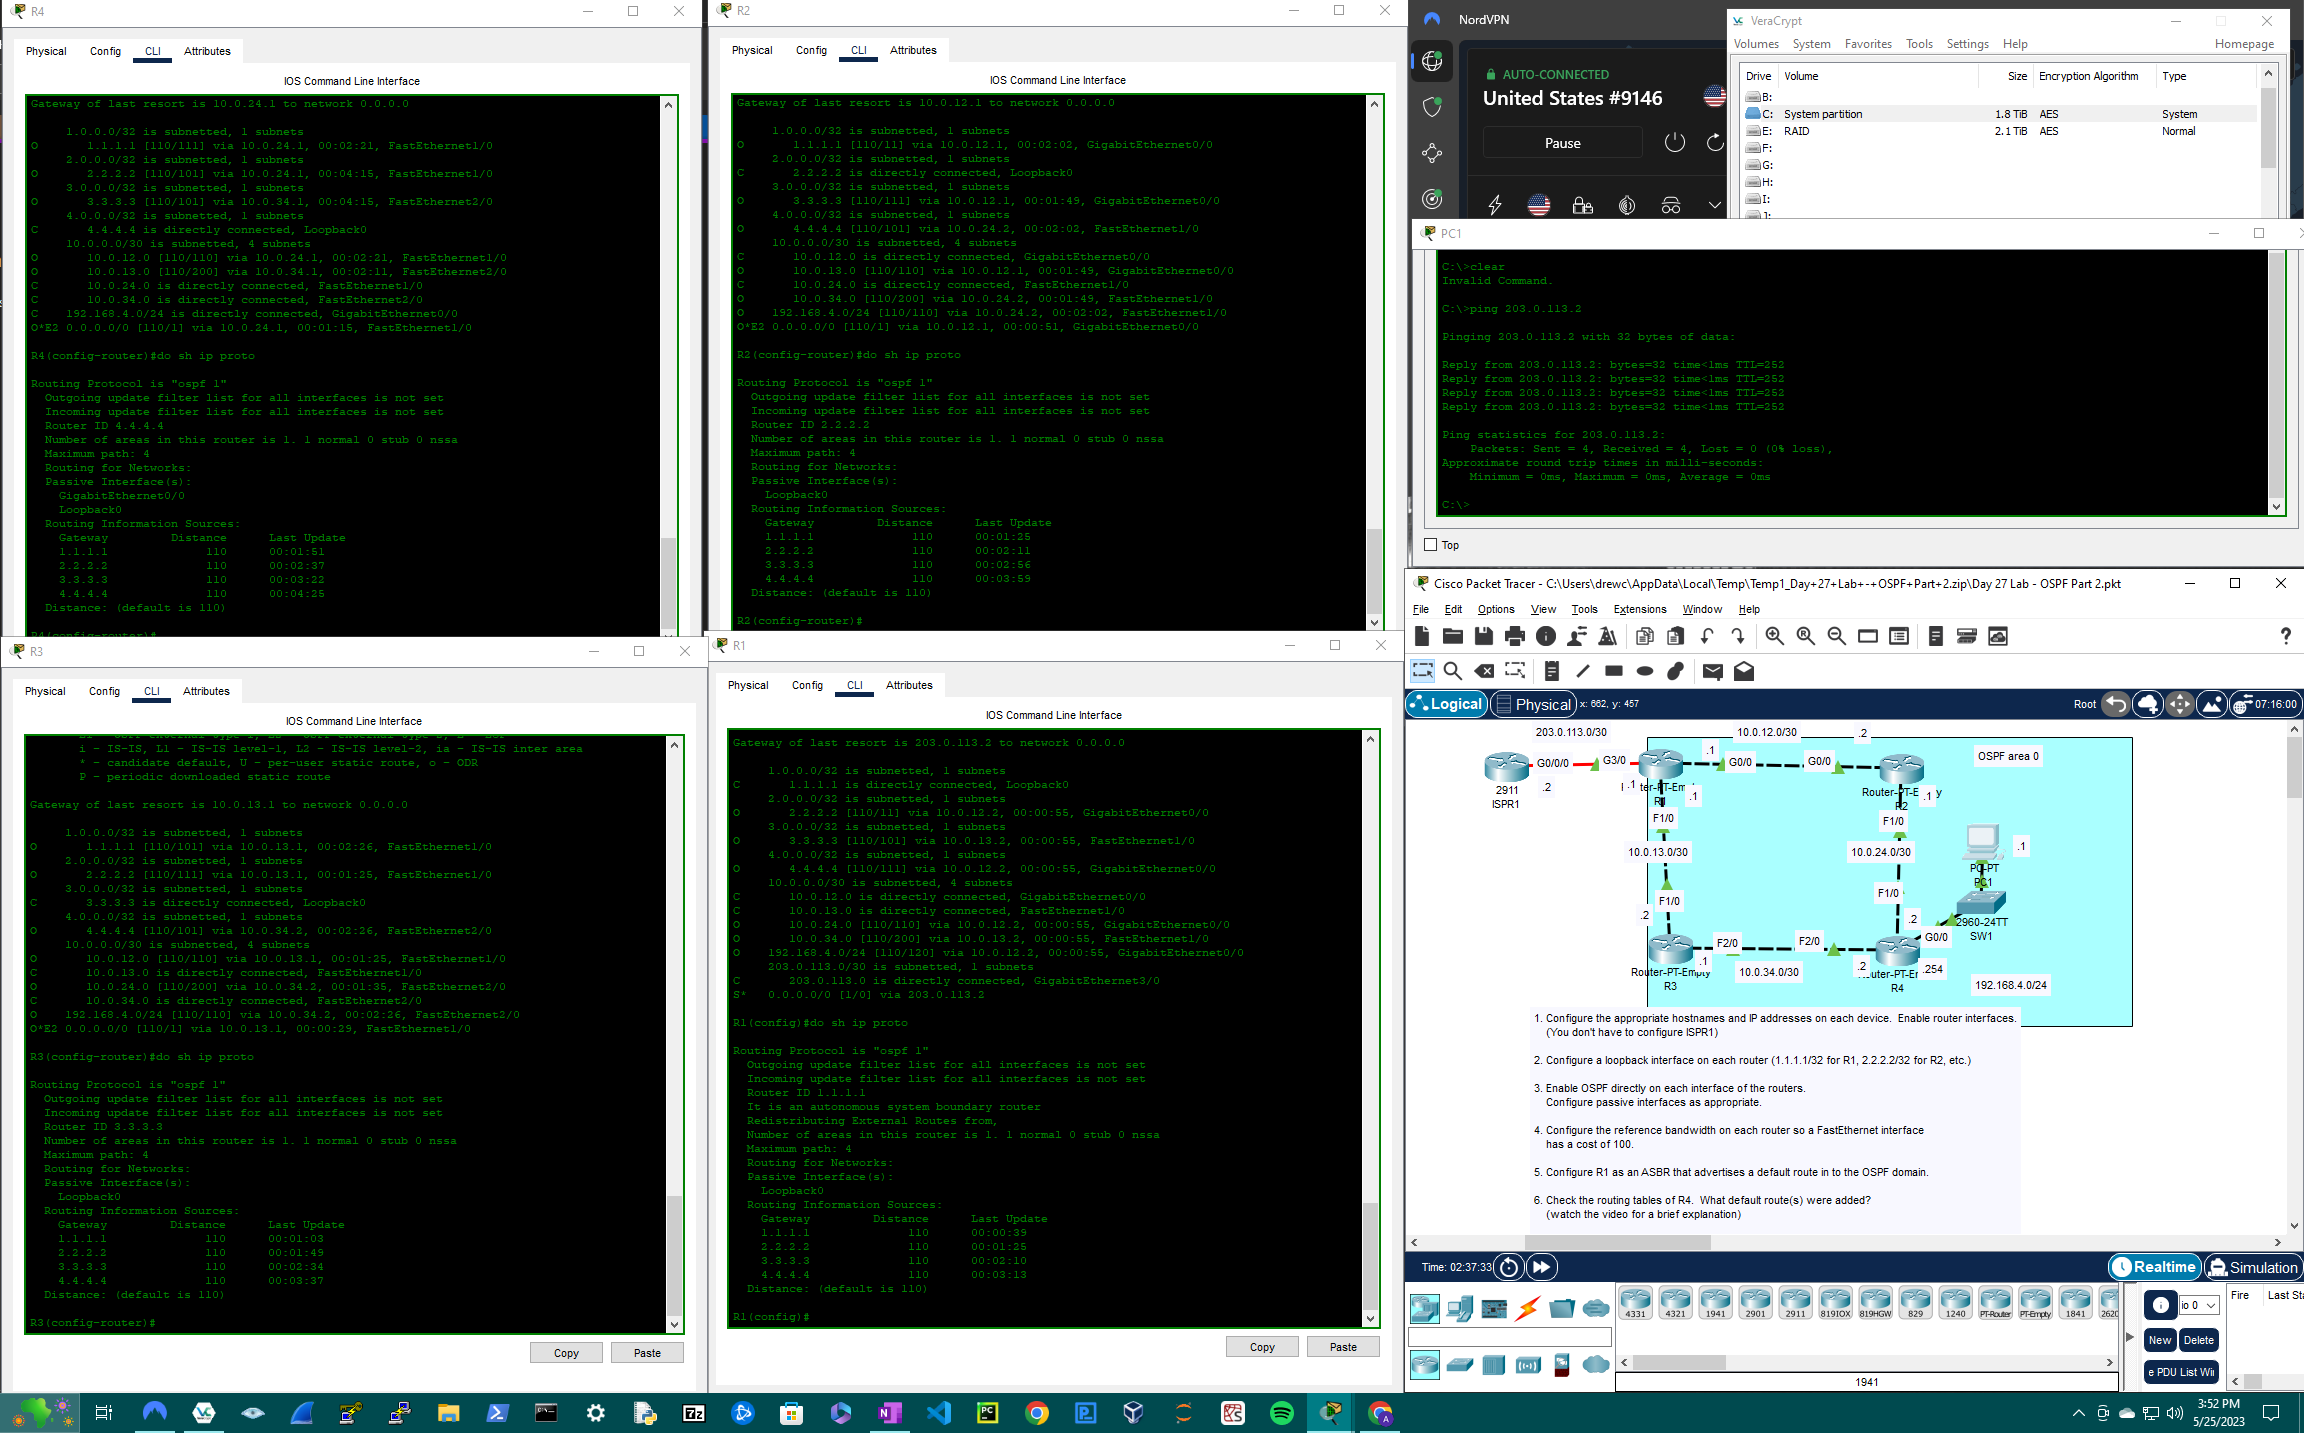 R4
Physical Config CLI Attributes
IOS Command Line Interface
Gateway of last resort is 10.0.24.1 to network 0.0.0.0
1.0.0.0/32 is subnetted, 1 subnets
O 1.1.1.1 [110/111] via 10.0.24.1, 00:02:21, FastEthernet1/0
2.0.0.0/32 is subnetted, 1 subnets
O 2.2.2.2 [110/101] via 10.0.24.1, 00:04:15, FastEthernet1/0
3.0.0.0/32 is subnetted, 1 subnets
O 3.3.3.3 [110/101] via 10.0.34.1, 00:04:15, FastEthernet2/0
4.0.0.0/32 is subnetted, 1 subnets
C 4.4.4.4 is directly connected, Loopback0
10.0.0.0/30 is subnetted, 4 subnets
O 10.0.12.0 [110/110] via 10.0.24.1, 00:02:21, FastEthernet1/0
O 10.0.13.0 [110/200] via 10.0.34.1, 00:02:11, FastEthernet2/0
C 10.0.24.0 is directly connected, FastEthernet1/0
C 10.0.34.0 is directly connected, FastEthernet2/0
C 192.168.4.0/24 is directly connected, GigabitEthernet0/0
O*E2 0.0.0.0/0 [110/1] via 10.0.24.1, 00:01:15, FastEthernet1/0
R4(config-router)#do sh ip proto
Routing Protocol is "ospf 1"
Outgoing update filter list for all interfaces is not set
Incoming update filter list for all interfaces is not set
Router ID 4.4.4.4
Number of areas in this router is 1. 1 normal 0 stub 0 nssa
Maximum path: 4
Routing for Networks:
Passive Interface(s):
GigabitEthernet0/0
Loopback0
Routing Information Sources:
Gateway Distance Last Update
1.1.1.1 110 00:01:51
2.2.2.2 110 00:02:37
3.3.3.3 110 00:03:22
4.4.4.4 110 00:04:25
Distance: (default is 110)
R4(config-router)#
R2
Physical Config CLI Attributes
IOS Command Line Interface
Gateway of last resort is 10.0.12.1 to network 0.0.0.0
1.0.0.0/32 is subnetted, 1 subnets
O 1.1.1.1 [110/11] via 10.0.12.1, 00:02:02, GigabitEthernet0/0
2.0.0.0/32 is subnetted, 1 subnets
C 2.2.2.2 is directly connected, Loopback0
3.0.0.0/32 is subnetted, 1 subnets
O 3.3.3.3 [110/111] via 10.0.12.1, 00:01:49, GigabitEthernet0/0
4.0.0.0/32 is subnetted, 1 subnets
O 4.4.4.4 [110/101] via 10.0.24.2, 00:02:02, FastEthernet1/0
10.0.0.0/30 is subnetted, 4 subnets
C 10.0.12.0 is directly connected, GigabitEthernet0/0
O 10.0.13.0 [110/110] via 10.0.12.1, 00:01:49, GigabitEthernet0/0
C 10.0.24.0 is directly connected, FastEthernet1/0
O 10.0.34.0 [110/200] via 10.0.24.2, 00:01:49, FastEthernet1/0
O 192.168.4.0/24 [110/110] via 10.0.24.2, 00:02:02, FastEthernet1/0
O*E2 0.0.0.0/0 [110/1] via 10.0.12.1, 00:00:51, GigabitEthernet0/0
R2(config-router)#do sh ip proto
Routing Protocol is "ospf 1"
Outgoing update filter list for all interfaces is not set
Incoming update filter list for all interfaces is not set
Router ID 2.2.2.2
Number of areas in this router is 1. 1 normal 0 stub 0 nssa
Maximum path: 4
Routing for Networks:
Passive Interface(s):
Loopback0
Routing Information Sources:
Gateway Distance Last Update
1.1.1.1 110 00:01:25
2.2.2.2 110 00:02:11
3.3.3.3 110 00:02:56
4.4.4.4 110 00:03:59
Distance: (default is 110)
R2(config-router)#
NordVPN
AUTO-CONNECTED
United States #9146
Pause
VeraCrypt
Volumes System Favorites Tools Settings Help Homepage
Drive Volume Size Encryption Algorithm Type
B:
C: System partition 1.8 TiB AES System
E: RAID 2.1 TiB AES Normal
F:
G:
H:
I:
J:
PC1
C:\>clear
Invalid Command.
C:\>ping 203.0.113.2
Pinging 203.0.113.2 with 32 bytes of data:
Reply from 203.0.113.2: bytes=32 time<1ms TTL=252
Reply from 203.0.113.2: bytes=32 time<1ms TTL=252
Reply from 203.0.113.2: bytes=32 time<1ms TTL=252
Reply from 203.0.113.2: bytes=32 time<1ms TTL=252
Ping statistics for 203.0.113.2:
Packets: Sent = 4, Received = 4, Lost = 0 (0% loss),
Approximate round trip times in milli-seconds:
Minimum = 0ms, Maximum = 0ms, Average = 0ms
C:\>
Top
R3
Physical Config CLI Attributes
IOS Command Line Interface
i - IS-IS, L1 - IS-IS level-1, L2 - IS-IS level-2, ia - IS-IS inter area
* - candidate default, U - per-user static route, o - ODR
P - periodic downloaded static route
Gateway of last resort is 10.0.13.1 to network 0.0.0.0
1.0.0.0/32 is subnetted, 1 subnets
O 1.1.1.1 [110/101] via 10.0.13.1, 00:02:26, FastEthernet1/0
2.0.0.0/32 is subnetted, 1 subnets
O 2.2.2.2 [110/111] via 10.0.13.1, 00:01:25, FastEthernet1/0
3.0.0.0/32 is subnetted, 1 subnets
C 3.3.3.3 is directly connected, Loopback0
4.0.0.0/32 is subnetted, 1 subnets
O 4.4.4.4 [110/101] via 10.0.34.2, 00:02:26, FastEthernet2/0
10.0.0.0/30 is subnetted, 4 subnets
O 10.0.12.0 [110/110] via 10.0.13.1, 00:01:25, FastEthernet1/0
C 10.0.13.0 is directly connected, FastEthernet1/0
O 10.0.24.0 [110/200] via 10.0.34.2, 00:01:35, FastEthernet2/0
C 10.0.34.0 is directly connected, FastEthernet2/0
O 192.168.4.0/24 [110/110] via 10.0.34.2, 00:02:26, FastEthernet2/0
O*E2 0.0.0.0/0 [110/1] via 10.0.13.1, 00:00:29, FastEthernet1/0
R3(config-router)#do sh ip proto
Routing Protocol is "ospf 1"
Outgoing update filter list for all interfaces is not set
Incoming update filter list for all interfaces is not set
Router ID 3.3.3.3
Number of areas in this router is 1. 1 normal 0 stub 0 nssa
Maximum path: 4
Routing for Networks:
Passive Interface(s):
Loopback0
Routing Information Sources:
Gateway Distance Last Update
1.1.1.1 110 00:01:03
2.2.2.2 110 00:01:49
3.3.3.3 110 00:02:34
4.4.4.4 110 00:03:37
Distance: (default is 110)
R3(config-router)#
Copy Paste
R1
Physical Config CLI Attributes
IOS Command Line Interface
Gateway of last resort is 203.0.113.2 to network 0.0.0.0
1.0.0.0/32 is subnetted, 1 subnets
C 1.1.1.1 is directly connected, Loopback0
2.0.0.0/32 is subnetted, 1 subnets
O 2.2.2.2 [110/11] via 10.0.12.2, 00:00:55, GigabitEthernet0/0
3.0.0.0/32 is subnetted, 1 subnets
O 3.3.3.3 [110/101] via 10.0.13.2, 00:00:55, FastEthernet1/0
4.0.0.0/32 is subnetted, 1 subnets
O 4.4.4.4 [110/111] via 10.0.12.2, 00:00:55, GigabitEthernet0/0
10.0.0.0/30 is subnetted, 4 subnets
C 10.0.12.0 is directly connected, GigabitEthernet0/0
C 10.0.13.0 is directly connected, FastEthernet1/0
O 10.0.24.0 [110/110] via 10.0.12.2, 00:00:55, GigabitEthernet0/0
O 10.0.34.0 [110/200] via 10.0.13.2, 00:00:55, FastEthernet1/0
O 192.168.4.0/24 [110/120] via 10.0.12.2, 00:00:55, GigabitEthernet0/0
203.0.113.0/30 is subnetted, 1 subnets
C 203.0.113.0 is directly connected, GigabitEthernet3/0
S* 0.0.0.0/0 [1/0] via 203.0.113.2
R1(config)#do sh ip proto
Routing Protocol is "ospf 1"
Outgoing update filter list for all interfaces is not set
Incoming update filter list for all interfaces is not set
Router ID 1.1.1.1
It is an autonomous system boundary router
Redistributing External Routes from,
Number of areas in this router is 1. 1 normal 0 stub 0 nssa
Maximum path: 4
Routing for Networks:
Passive Interface(s):
Loopback0
Routing Information Sources:
Gateway Distance Last Update
1.1.1.1 110 00:00:39
2.2.2.2 110 00:01:25
3.3.3.3 110 00:02:10
4.4.4.4 110 00:03:13
Distance: (default is 110)
R1(config)#
Copy Paste
Cisco Packet Tracer - C:\Users\drewc\AppData\Local\Temp\Temp1_Day+27+Lab+-+OSPF+Part+2.zip\Day 27 Lab - OSPF Part 2.pkt
File Edit Options View Tools Extensions Window Help
Logical Physical x: 662, y: 457 Root 07:16:00
203.0.113.0/30 10.0.12.0/30 .2
OSPF area 0
G0/0/0 G3/0 .1 G0/0 G0/0
2911
ISPR1
.2 .1 .1
R1
R2 .1
F1/0 F1/0
10.0.13.0/30 10.0.24.0/30 .1
PC-PT
PC1
F1/0 F1/0
.2 .2
2960-24TT
SW1
F2/0 F2/0 G0/0
.1 .2 .254
Router-PT-Empty
R3
10.0.34.0/30
R4
192.168.4.0/24
1. Configure the appropriate hostnames and IP addresses on each device. Enable router interfaces.
(You don't have to configure ISPR1)
2. Configure a loopback interface on each router (1.1.1.1/32 for R1, 2.2.2.2/32 for R2, etc.)
3. Enable OSPF directly on each interface of the routers.
Configure passive interfaces as appropriate.
4. Configure the reference bandwidth on each router so a FastEthernet interface
has a cost of 100.
5. Configure R1 as an ASBR that advertises a default route in to the OSPF domain.
6. Check the routing tables of R4. What default route(s) were added?
(watch the video for a brief explanation)
Time: 02:37:33 Realtime Simulation
4331 4321 1941 2901 2911 819IOX 819HGW 829 1240 PT-Router PT-Empty 1841 2620
io 0 Fire Last Sta
New Delete
e PDU List Wi
1941
3:52 PM
5/25/2023